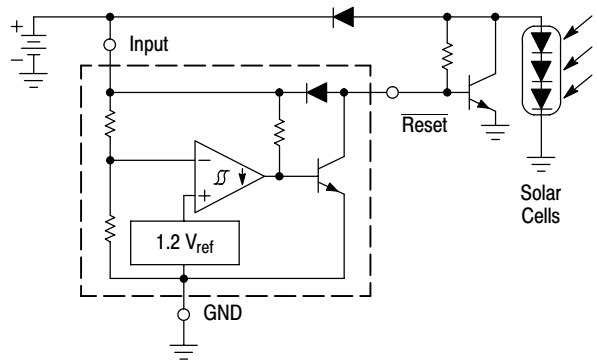 +
−
Input
Reset
−
+
1.2 Vref
Solar
Cells
GND